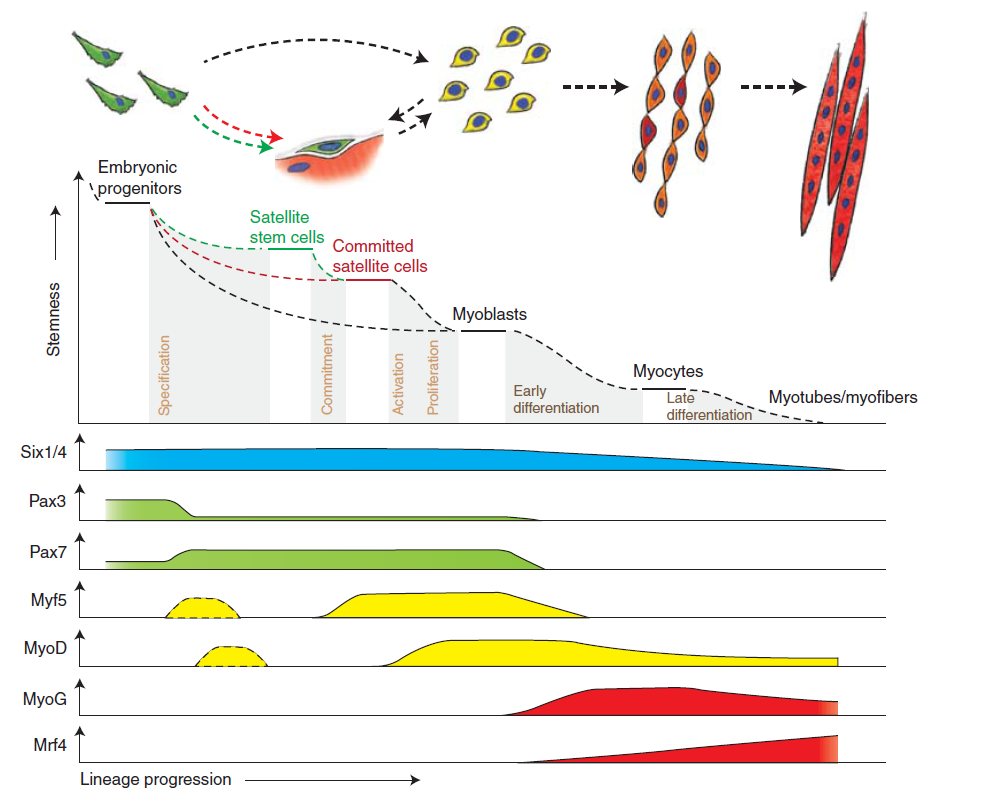 Embryonic
progenitors
Satellite
stem cells
Committed
satellite cells
Myoblasts
Myocytes
Myotubes/myofibers
Stemness
Specification
Commitment
Activation
Proliferation
Early
differentiation
Late
differentiation
Six1/4
Pax3
Pax7
Myf5
MyoD
MyoG
Mrf4
Lineage progression